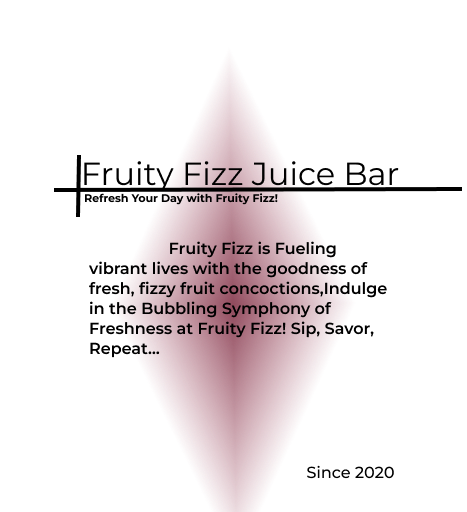 Fruity Fizz Juice Bar
Refresh Your Day with Fruity Fizz!
Fruity Fizz is Fueling
vibrant lives with the goodness of
fresh, fizzy fruit concoctions,Indulge
in the Bubbling Symphony of
Freshness at Fruity Fizz! Sip, Savor,
Repeat...
Since 2020